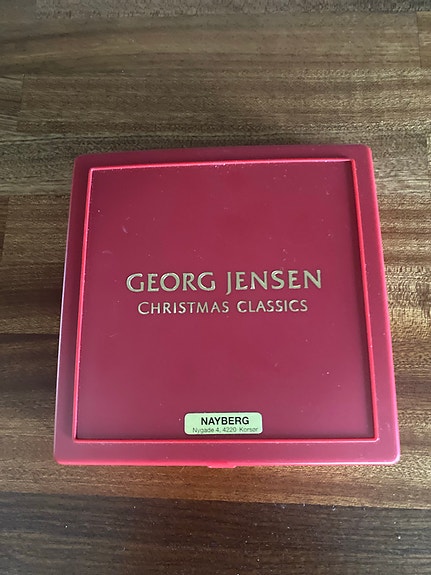 GEORG JENSEN
CHRISTMAS CLASSICS
NAYBERG
Nygade 4, 4220 Korsør